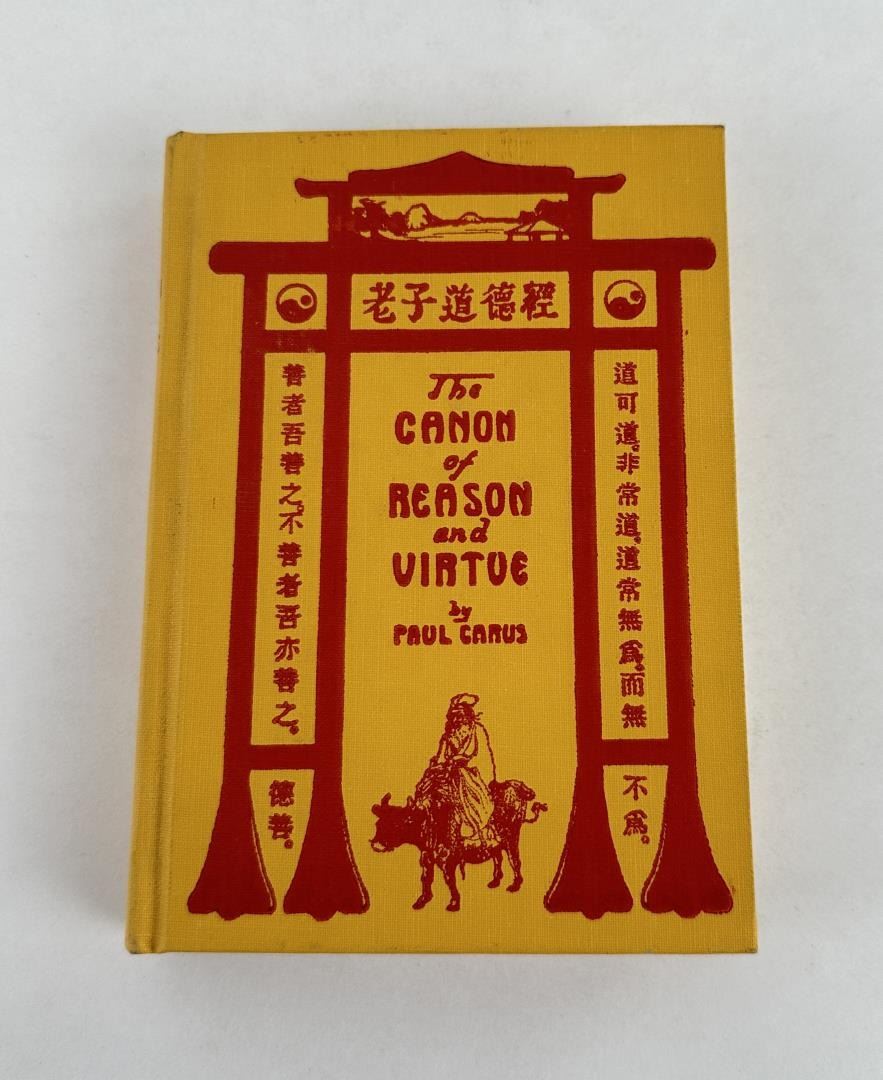 老子道德經
道可道。非常道。道常無爲。而無
不爲。
善者吾善之。不善者吾亦善之。
德善。
The
CANON
of
REASON
and
VIRTUE
by
PAUL CARUS